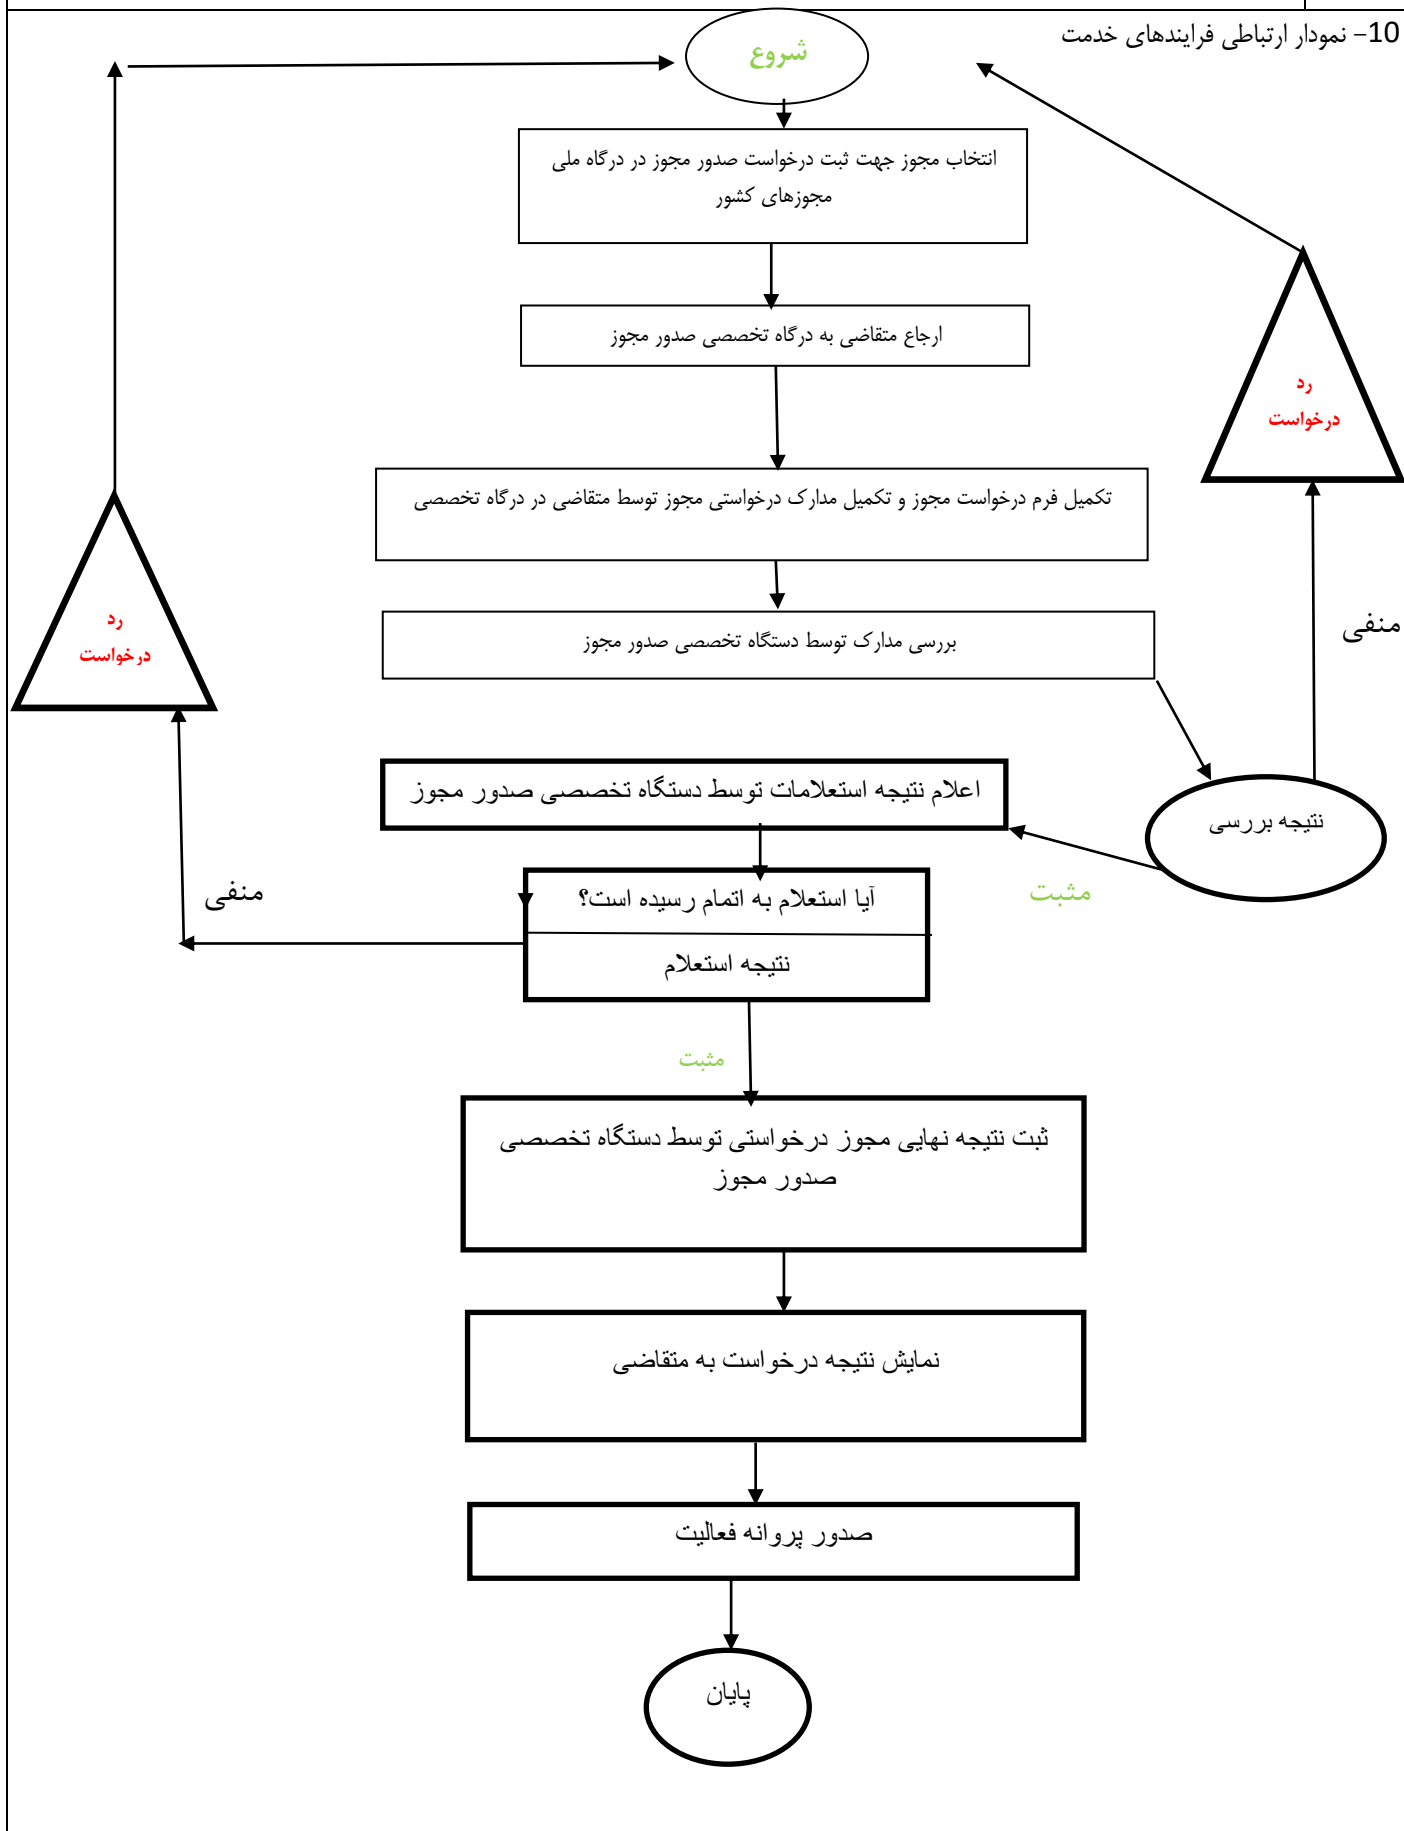 10- نمودار ارتباطی فرایندهای خدمت
شروع
انتخاب مجوز جهت ثبت درخواست صدور مجوز در درگاه ملی
مجوزهای کشور
ارجاع متقاضی به درگاه تخصصی صدور مجوز
رد
درخواست
تکمیل فرم درخواست مجوز و تکمیل مدارک درخواستی مجوز توسط متقاضی در درگاه تخصصی
منفی
رد
درخواست
بررسی مدارک توسط دستگاه تخصصی صدور مجوز
نتیجه بررسی
اعلام نتیجه استعلامات توسط دستگاه تخصصی صدور مجوز
مثبت
آیا استعلام به اتمام رسیده است؟
منفی
نتیجه استعلام
مثبت
ثبت نتیجه نهایی مجوز درخواستی توسط دستگاه تخصصی
صدور مجوز
نمایش نتیجه درخواست به متقاضی
صدور پروانه فعالیت
پایان